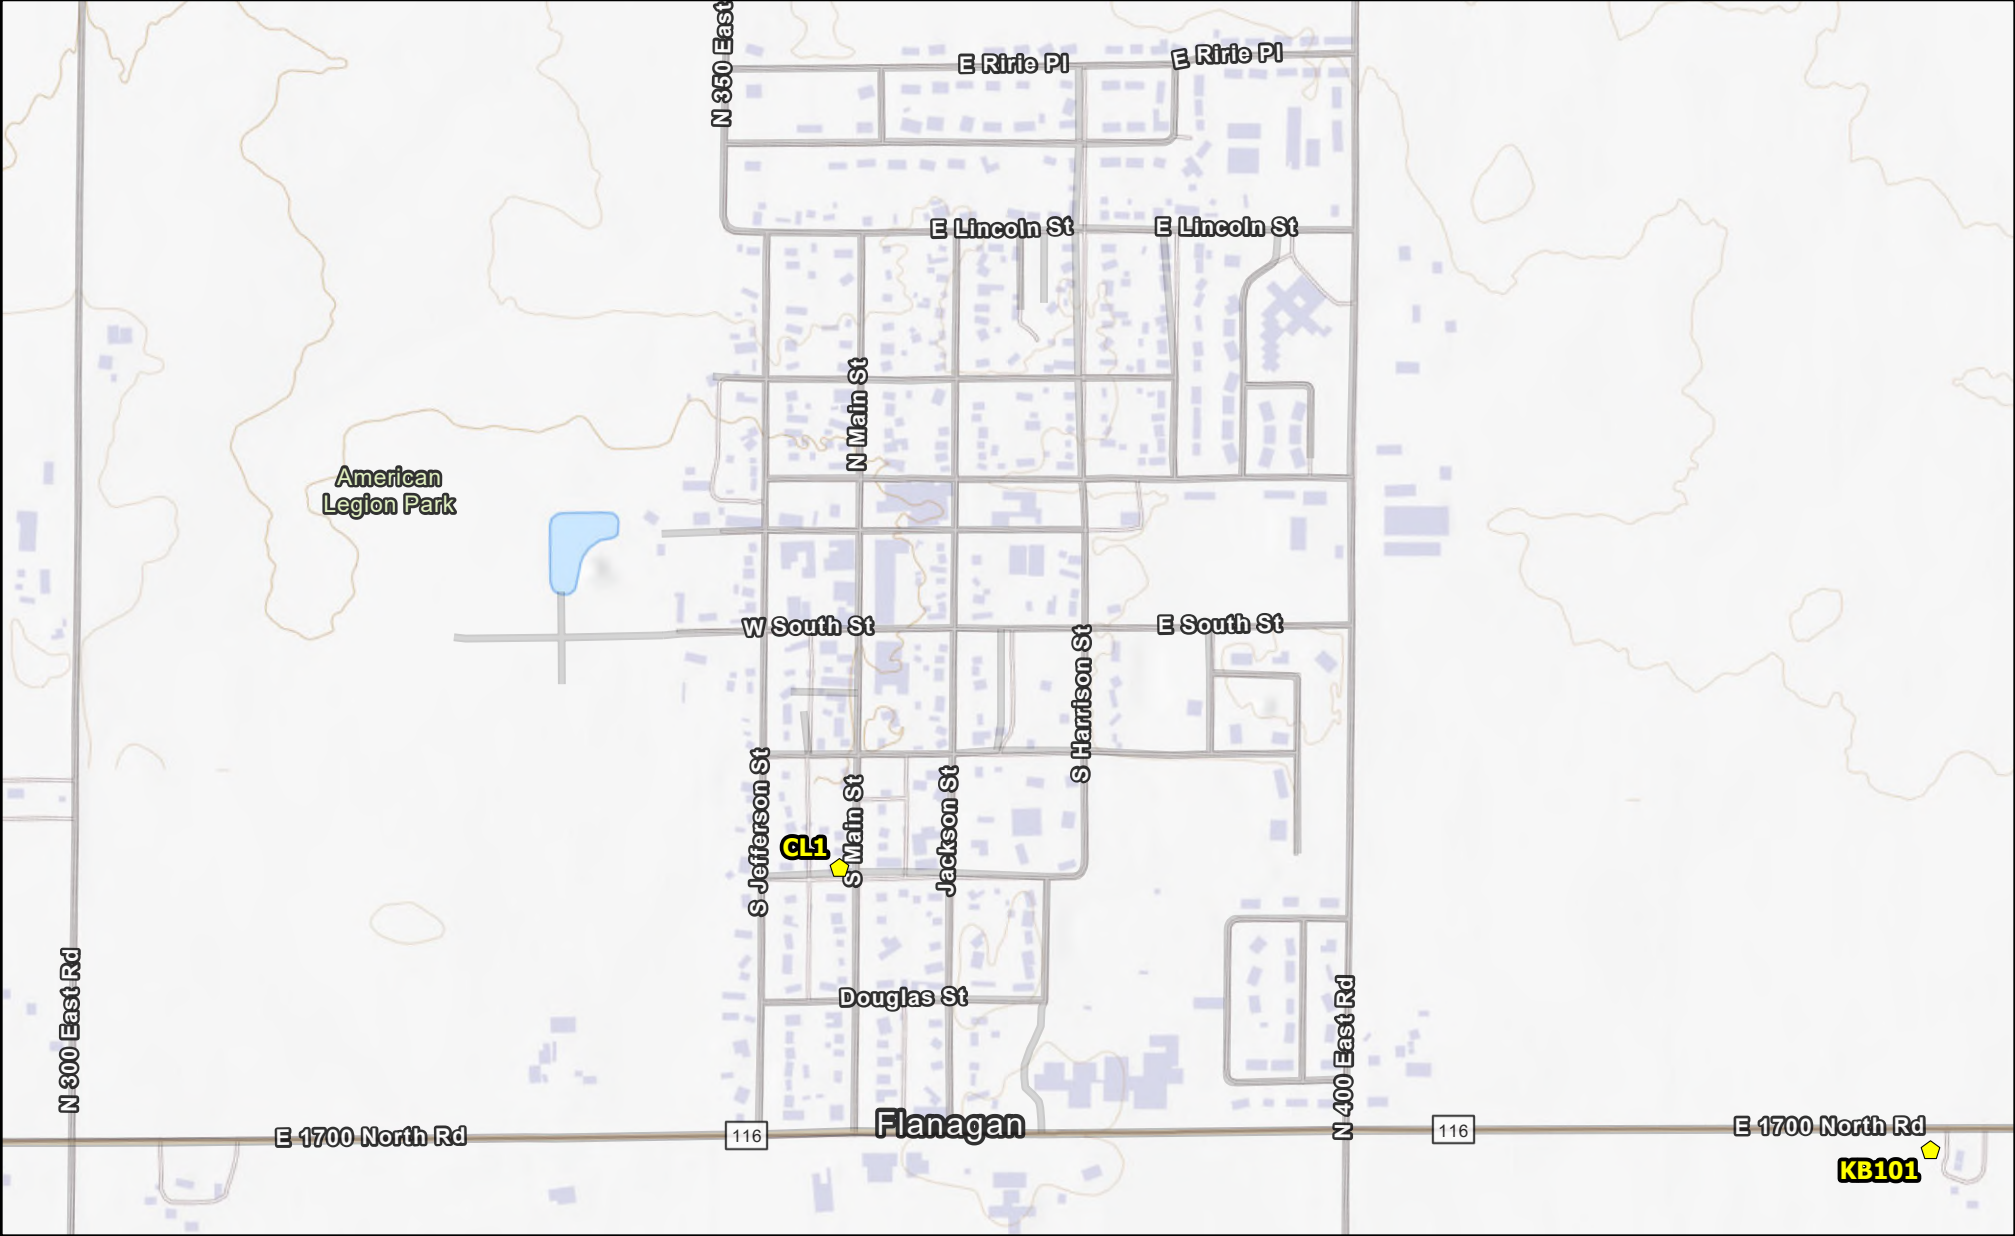 N 350 East
E Ririe Pl
E Ririe Pl
E Lincoln St
E Lincoln St
N Main St
American
Legion Park
W South St
E South St
S Harrison St
S Jefferson St
S Main St
Jackson St
CL1
N 300 East Rd
Douglas St
N 400 East Rd
E 1700 North Rd
116
Flanagan
116
E 1700 North Rd
KB101